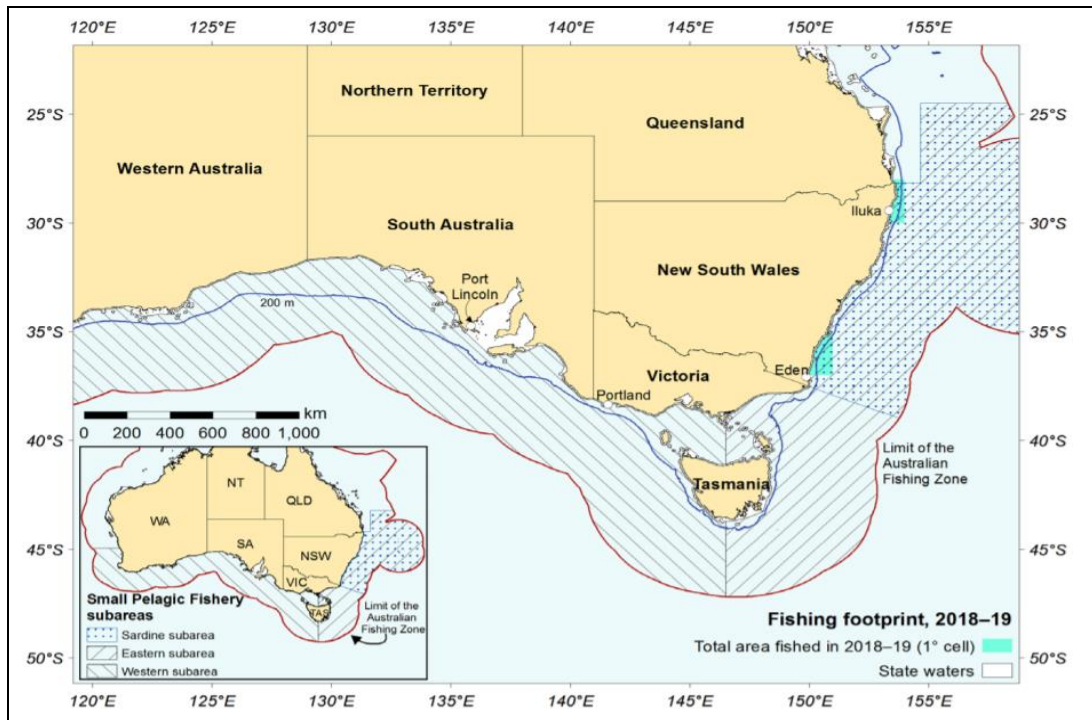 120°E 125°E 130°E 135°E 140°E 145°E 150°E 155°E
25°S
25°S
Northern Territory
Queensland
Western Australia
30°S
30°S
Iluka
South Australia
New South Wales
Port
Lincoln
200 m
35°S
35°S
Eden
Victoria
Portland
km
0 200 400 600 800 1,000
40°S
40°S
Limit of the
Australian
Fishing Zone
Tasmania
NT
QLD
WA
SA
NSW
VIC
TAS
45°S
45°S
Small Pelagic Fishery
subareas
Limit of the
Australian
Fishing Zone
Sardine subarea
Eastern subarea
Western subarea
Fishing footprint, 2018–19
Total area fished in 2018–19 (1° cell)
State waters
50°S
50°S
120°E 125°E 130°E 135°E 140°E 145°E 150°E 155°E